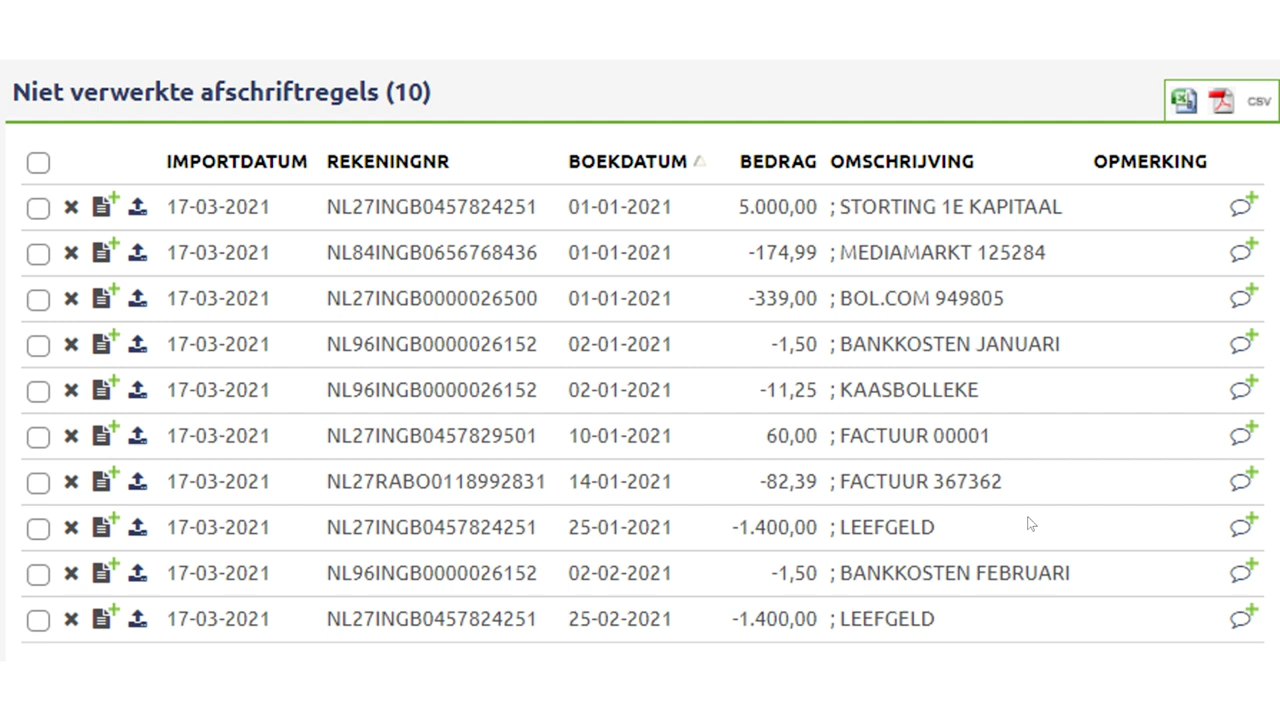 Niet verwerkte afschriftregels (10)
CSV
IMPORTDATUM REKENINGNR BOEKDATUM BEDRAG OMSCHRIJVING OPMERKING
17-03-2021 NL27INGB0457824251 01-01-2021 5.000,00 ; STORTING 1E KAPITAAL
17-03-2021 NL84INGB0656768436 01-01-2021 -174,99 ; MEDIAMARKT 125284
17-03-2021 NL27INGB0000026500 01-01-2021 -339,00 ; BOL.COM 949805
17-03-2021 NL96INGB0000026152 02-01-2021 -1,50 ; BANKKOSTEN JANUARI
17-03-2021 NL96INGB0000026152 02-01-2021 -11,25 ; KAASBOLLEKE
17-03-2021 NL27INGB0457829501 10-01-2021 60,00 ; FACTUUR 00001
17-03-2021 NL27RABO0118992831 14-01-2021 -82,39 ; FACTUUR 367362
17-03-2021 NL27INGB0457824251 25-01-2021 -1.400,00 ; LEEFGELD
17-03-2021 NL96INGB0000026152 02-02-2021 -1,50 ; BANKKOSTEN FEBRUARI
17-03-2021 NL27INGB0457824251 25-02-2021 -1.400,00 ; LEEFGELD